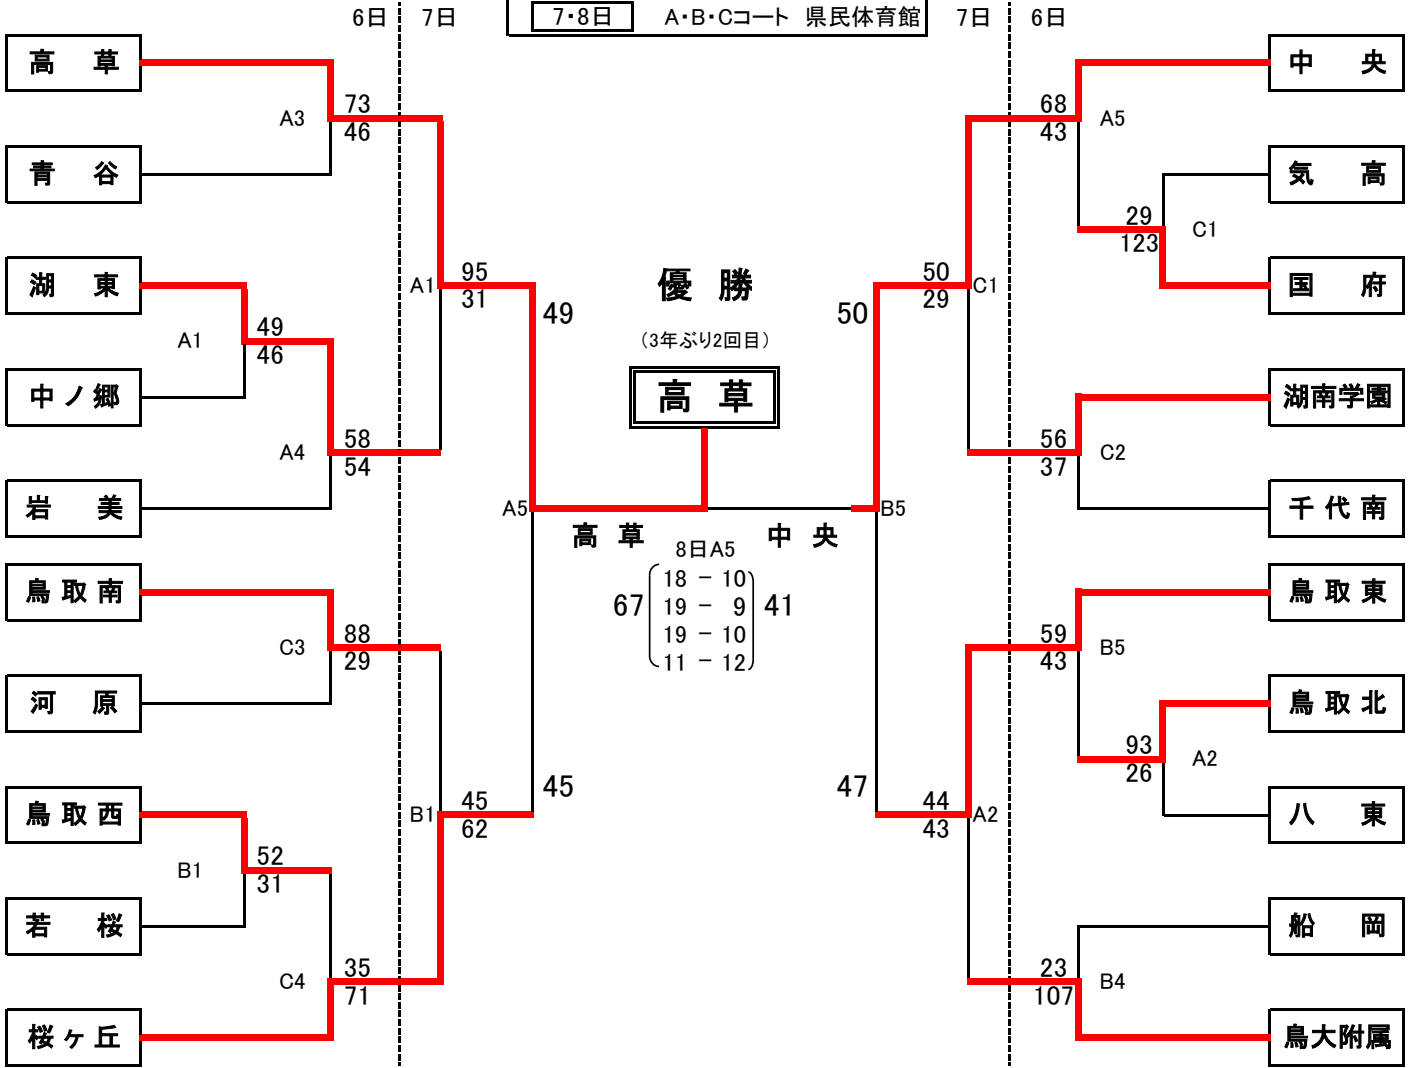 6日 7日 7・8日 A・B・Cコート 県民体育館 7日 6日
高草 中央
73 68
A3 A5
46 43
青谷 気高
29
C1
123
95 50
湖東 A1 優勝 C1 国府
31 29
49 50
49
A1 （3年ぶり2回目）
46
中ノ郷 高草 湖南学園
58 56
A4 C2
54 37
岩美 A5 B5 千代南
高草 中央
8日A5
18 － 10
鳥取南 67 19 － 9 41 鳥取東
19 － 10
88 59
C3 B5
29 11 － 12 43
河原 鳥取北
93
A2
26
45 47
45 44
鳥取西 B1 A2 八東
62 43
52
B1
31
若桜 船岡
35 23
C4 B4
71 107
桜ヶ丘 鳥大附属